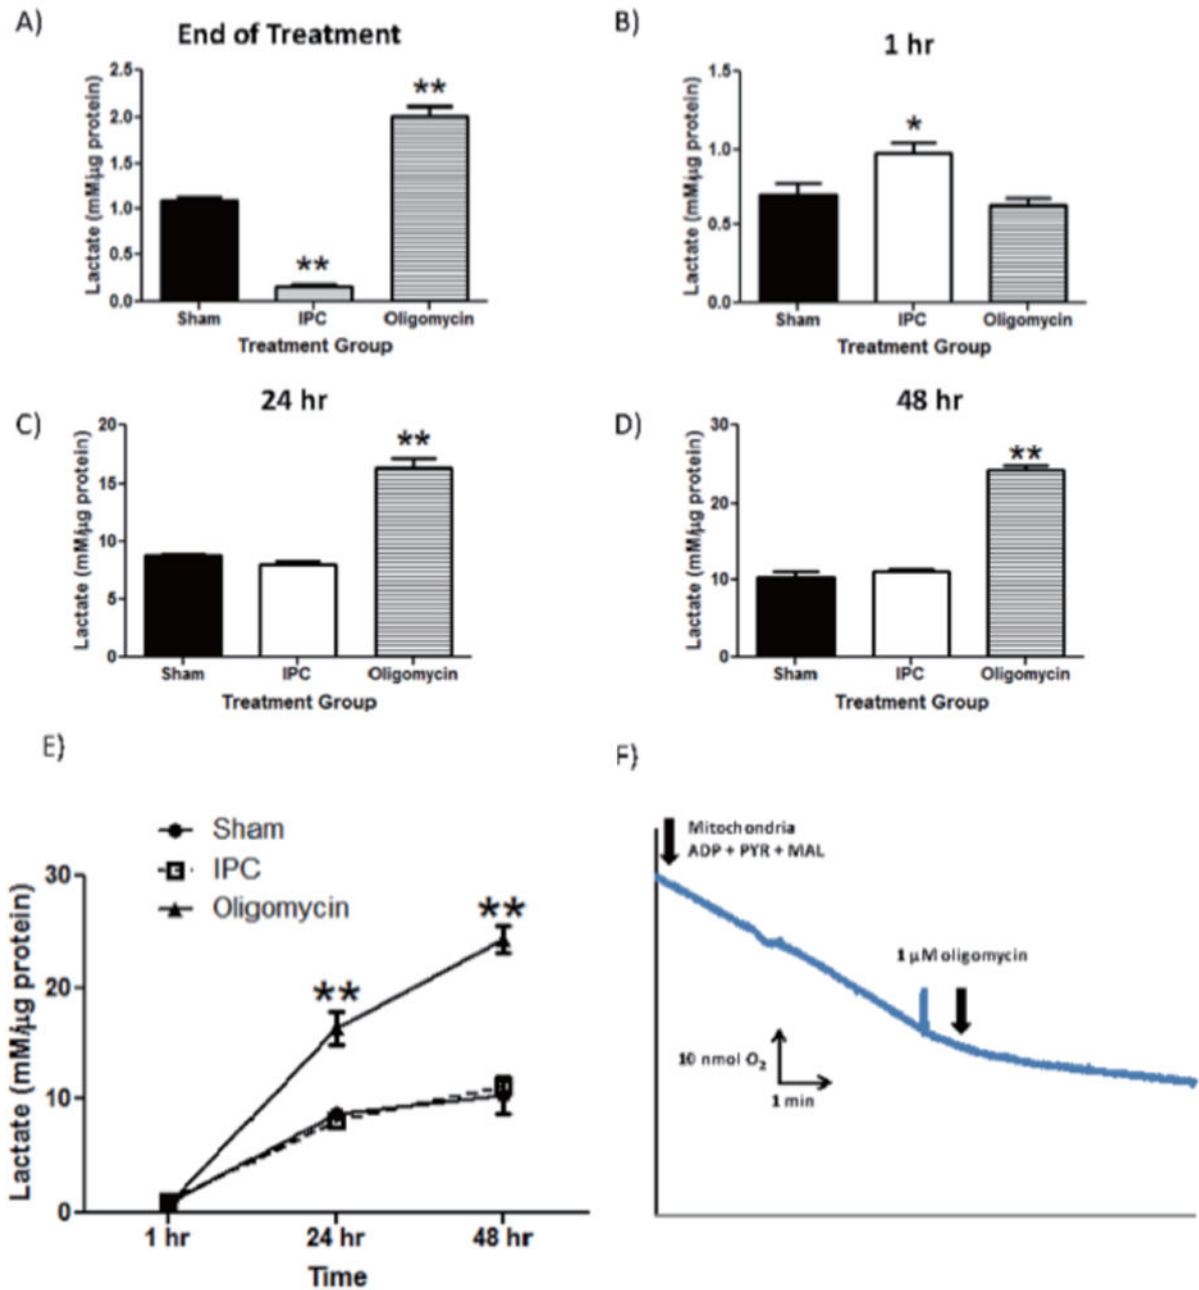 A)
End of Treatment
Lactate (mM/µg protein)
2.5
2.0
1.5
1.0
0.5
0.0
**
**
Sham IPC Oligomycin
Treatment Group
B)
1 hr
Lactate (mM/µg protein)
1.5
1.0
0.5
0.0
*
Sham IPC Oligomycin
Treatment Group
C)
24 hr
Lactate (mM/µg protein)
20
15
10
5
0
**
Sham IPC Oligomycin
Treatment Group
D)
48 hr
Lactate (mM/µg protein)
30
20
10
0
**
Sham IPC Oligomycin
Treatment Group
E)
Sham
IPC
Oligomycin
Lactate (mM/µg protein)
30
20
10
0
**
**
1 hr 24 hr 48 hr
Time
F)
Mitochondria
ADP + PYR + MAL
1 µM oligomycin
10 nmol O2
1 min